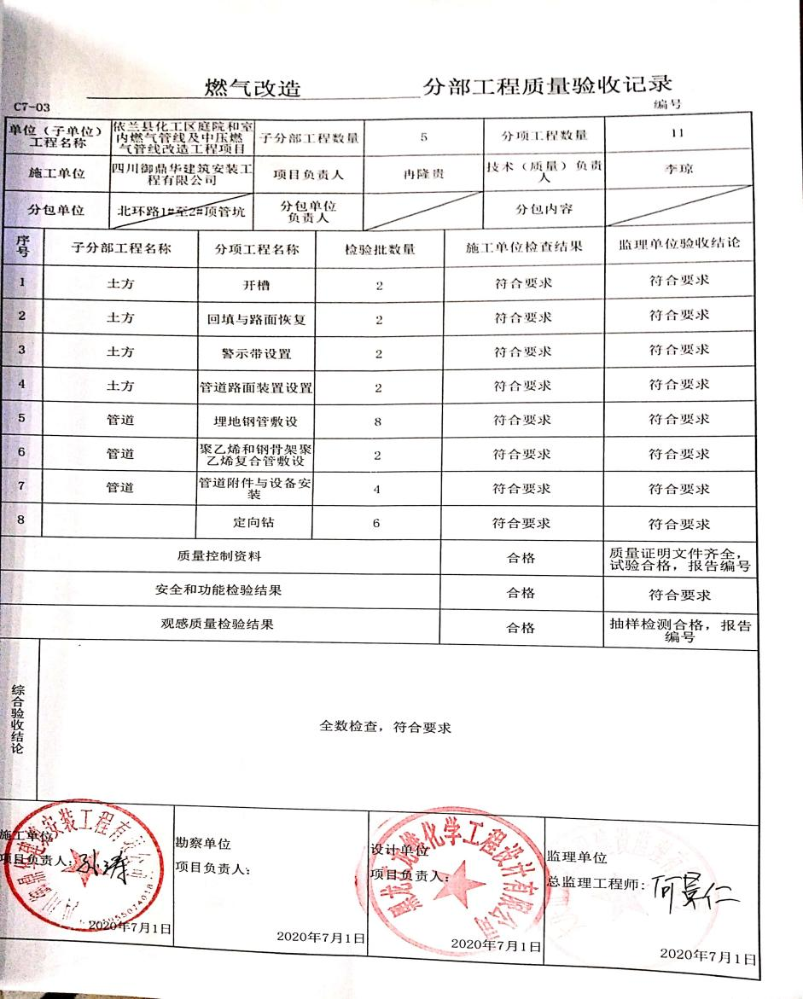 燃气改造 分部工程质量验收记录
C7-03 编号
单位（子单位）工程名称 依兰县化工区庭院和室内燃气管线及中压燃气管线改造工程项目 子分部工程数量 5 分项工程数量 11
施工单位 四川御鼎华建筑安装工程有限公司 项目负责人 冉隆贵 技术（质量）负责人 李琼
分包单位 北环路1#至2#顶管坑 分包单位负责人 分包内容
序号 子分部工程名称 分项工程名称 检验批数量 施工单位检查结果 监理单位验收结论
1 土方 开槽 2 符合要求 符合要求
2 土方 回填与路面恢复 2 符合要求 符合要求
3 土方 警示带设置 2 符合要求 符合要求
4 土方 管道路面装置设置 2 符合要求 符合要求
5 管道 埋地钢管敷设 8 符合要求 符合要求
6 管道 聚乙烯和钢骨架聚乙烯复合管敷设 2 符合要求 符合要求
7 管道 管道附件与设备安装 4 符合要求 符合要求
8 定向钻 6 符合要求 符合要求
质量控制资料 合格 质量证明文件齐全，试验合格，报告编号
安全和功能检验结果 合格 符合要求
观感质量检验结果 合格 抽样检测合格，报告编号
综合验收结论 全数检查，符合要求
施工单位
项目负责人：孙涛
2020年7月1日
勘察单位
项目负责人：
2020年7月1日
设计单位
项目负责人：
化学工程设计有限公司
2020年7月1日
监理单位
总监理工程师：何景仁
2020年7月1日